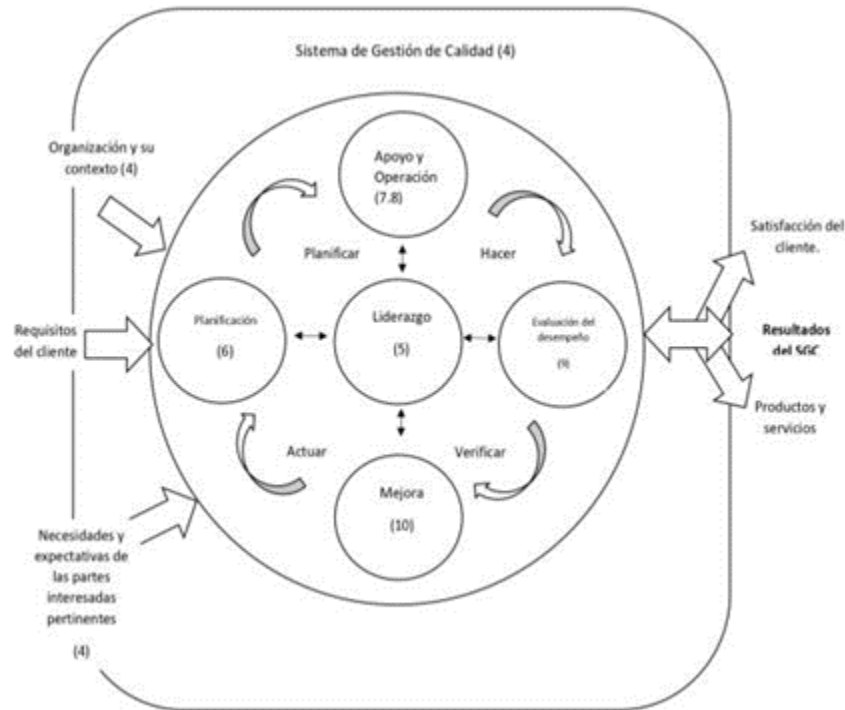 Sistema de Gestión de Calidad (4)
Organización y su
contexto (4)
Apoyo y
Operación
(7.8)
Satisfacción del
cliente.
Planificar
Hacer
Requisitos
del cliente
Planificación
(6)
Liderazgo
(5)
Evaluación del
desempeño
(9)
Resultados
del SGC
Productos y
servicios
Actuar
Verificar
Mejora
(10)
Necesidades y
expectativas de
las partes
interesadas
pertinentes
(4)